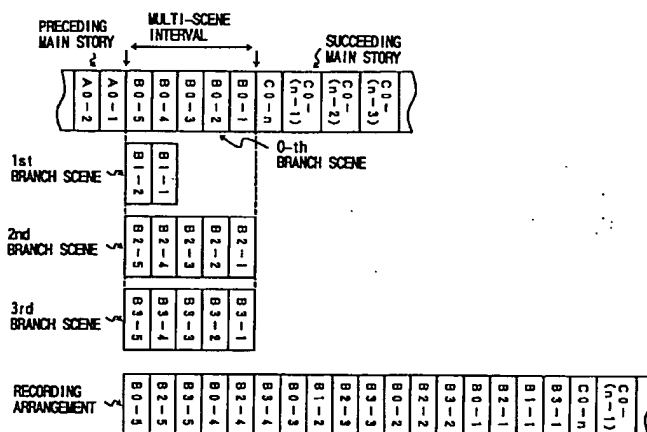 PRECEDING
MAIN STORY
MULTI-SCENE
INTERVAL
SUCCEEDING
MAIN STORY
A0-2
A0-1
B0-5
B0-4
B0-3
B0-2
B0-1
C0-n
C0-
(n-1)
C0-
(n-2)
C0-
(n-3)
0-th
BRANCH SCENE
1st
BRANCH SCENE
B1-2
B1-1
2nd
BRANCH SCENE
B2-5
B2-4
B2-3
B2-2
B2-1
3rd
BRANCH SCENE
B3-5
B3-4
B3-3
B3-2
B3-1
RECORDING
ARRANGEMENT
B0-5
B2-5
B3-5
B0-4
B2-4
B3-4
B0-3
B1-2
B2-3
B3-3
B0-2
B2-2
B3-2
B0-1
B2-1
B1-1
B3-1
C0-n
C0-
(n-1)